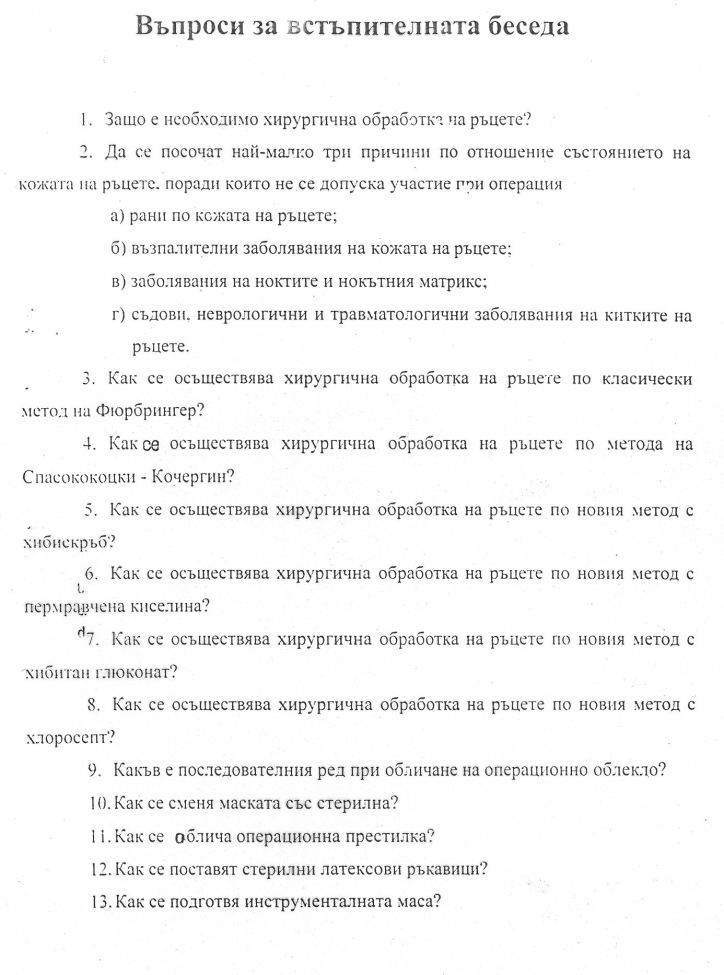 Въпроси за встъпителната беседа
1. Защо е необходимо хирургична обработка на ръцете?
2. Да се посочат най-малко три причини по отношение състоянието на
кожата на ръцете, поради които не се допуска участие при операция
а) рани по кожата на ръцете;
б) възпалителни заболявания на кожата на ръцете;
в) заболявания на ноктите и нокътния матрикс;
г) съдови, неврологични и травматологични заболявания на китките на
ръцете.
3. Как се осъществява хирургична обработка на ръцете по класически
метод на Фюрбрингер?
4. Как се осъществява хирургична обработка на ръцете по метода на
Спасококоцки - Кочергин?
5. Как се осъществява хирургична обработка на ръцете по новия метод с
хибискръб?
6. Как се осъществява хирургична обработка на ръцете по новия метод с
пермравчена киселина?
7. Как се осъществява хирургична обработка на ръцете по новия метод с
хибитан глюконат?
8. Как се осъществява хирургична обработка на ръцете по новия метод с
хлоросепт?
9. Какъв е последователния ред при обличане на операционно облекло?
10. Как се сменя маската със стерилна?
11. Как се облича операционна престилка?
12. Как се поставят стерилни латексови ръкавици?
13. Как се подготвя инструменталната маса?